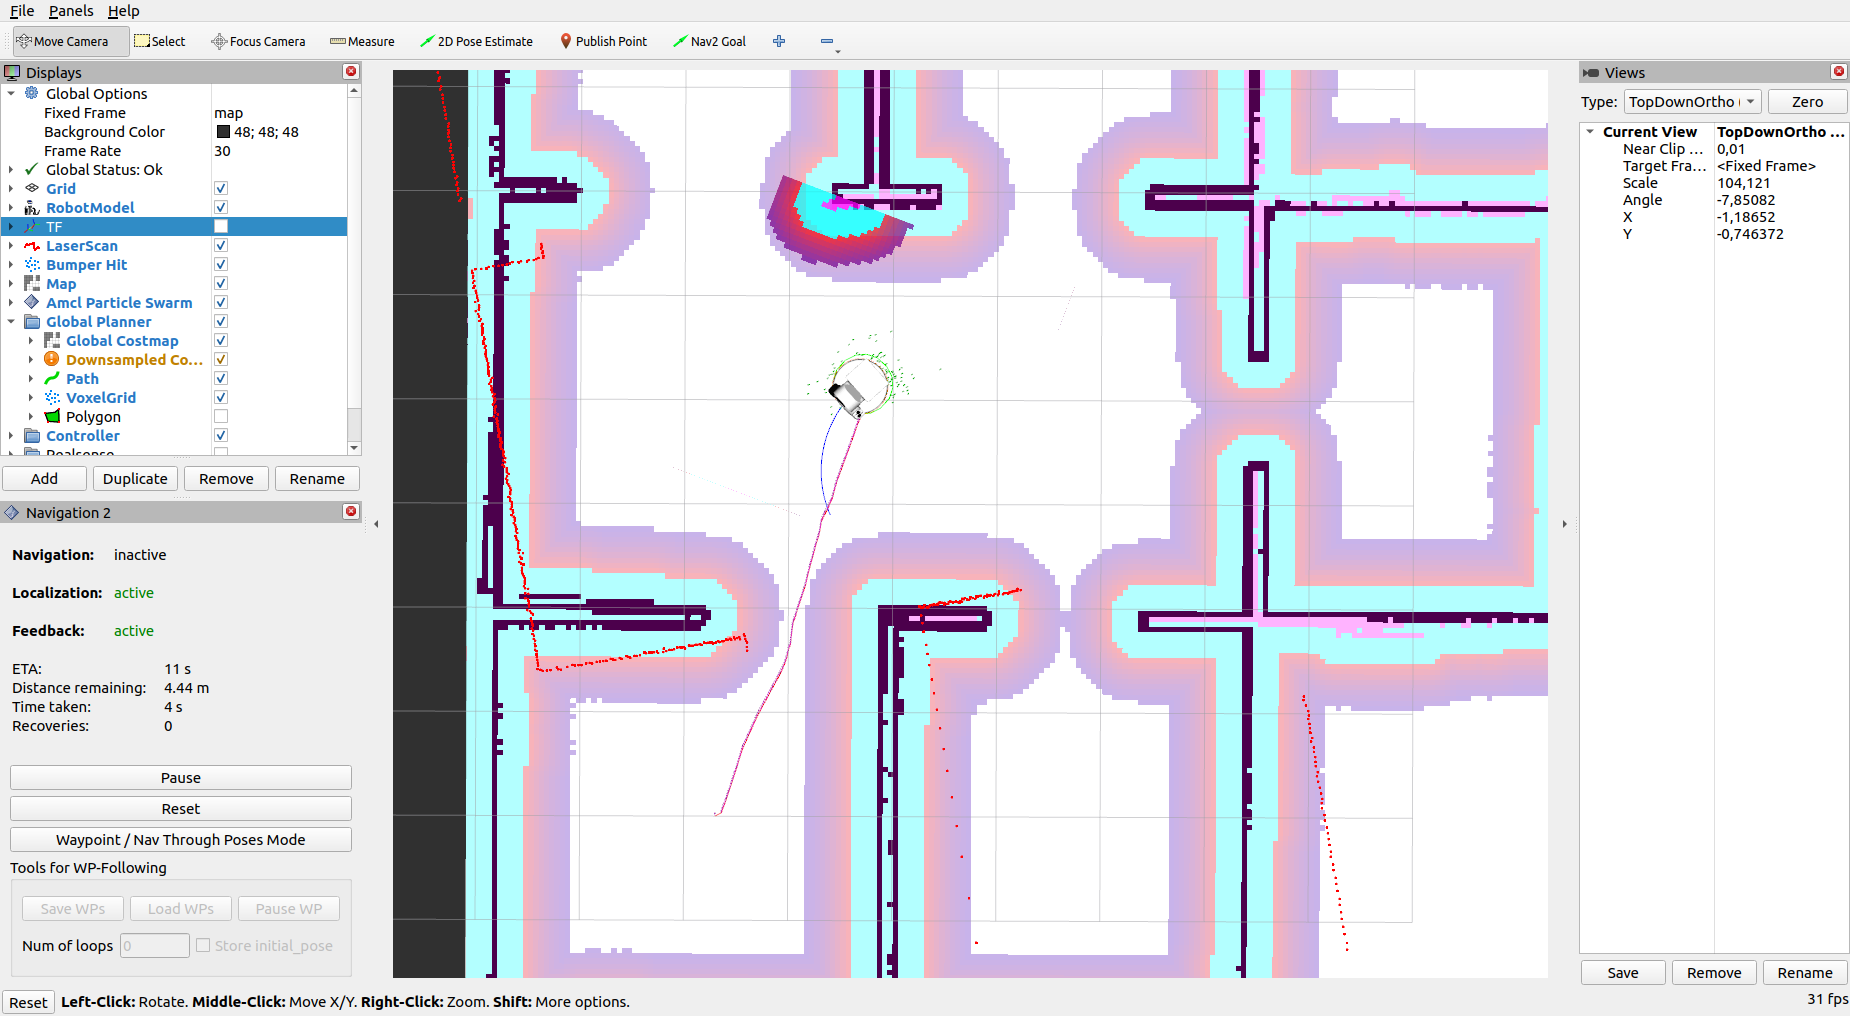 File Panels Help
Move Camera Select Focus Camera Measure 2D Pose Estimate Publish Point Nav2 Goal
Displays
Global Options
Fixed Frame map
Background Color 48; 48; 48
Frame Rate 30
Global Status: Ok
Grid
RobotModel
TF
LaserScan
Bumper Hit
Map
Amcl Particle Swarm
Global Planner
Global Costmap
Downsampled Co...
Path
VoxelGrid
Polygon
Controller
Realsense
Add Duplicate Remove Rename
Navigation 2
Navigation: inactive
Localization: active
Feedback: active
ETA: 11 s
Distance remaining: 4.44 m
Time taken: 4 s
Recoveries: 0
Pause
Reset
Waypoint / Nav Through Poses Mode
Tools for WP-Following
Save WPs Load WPs Pause WP
Num of loops 0 Store initial_pose
Reset Left-Click: Rotate. Middle-Click: Move X/Y. Right-Click: Zoom. Shift: More options.
Views
Type: TopDownOrtho ( Zero
Current View TopDownOrtho ...
Near Clip ... 0,01
Target Fra... <Fixed Frame>
Scale 104,121
Angle -7,85082
X -1,18652
Y -0,746372
Save Remove Rename
31 fps